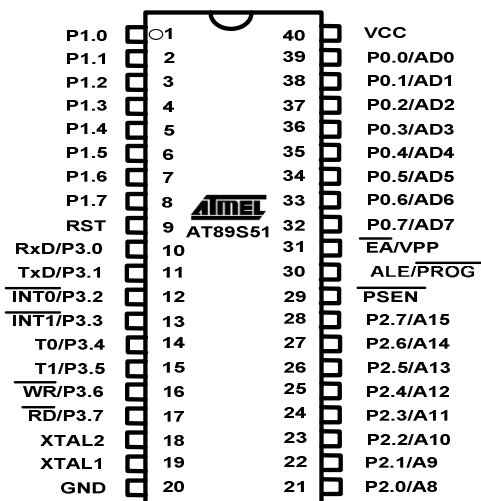 P1.0 1 40 VCC
P1.1 2 39 P0.0/AD0
P1.2 3 38 P0.1/AD1
P1.3 4 37 P0.2/AD2
P1.4 5 36 P0.3/AD3
P1.5 6 35 P0.4/AD4
P1.6 7 34 P0.5/AD5
P1.7 8 33 P0.6/AD6
ATMEL
RST 9 32 P0.7/AD7
AT89S51
RxD/P3.0 10 31 EA/VPP
TxD/P3.1 11 30 ALE/PROG
INT0/P3.2 12 29 PSEN
INT1/P3.3 13 28 P2.7/A15
T0/P3.4 14 27 P2.6/A14
T1/P3.5 15 26 P2.5/A13
WR/P3.6 16 25 P2.4/A12
RD/P3.7 17 24 P2.3/A11
XTAL2 18 23 P2.2/A10
XTAL1 19 22 P2.1/A9
GND 20 21 P2.0/A8